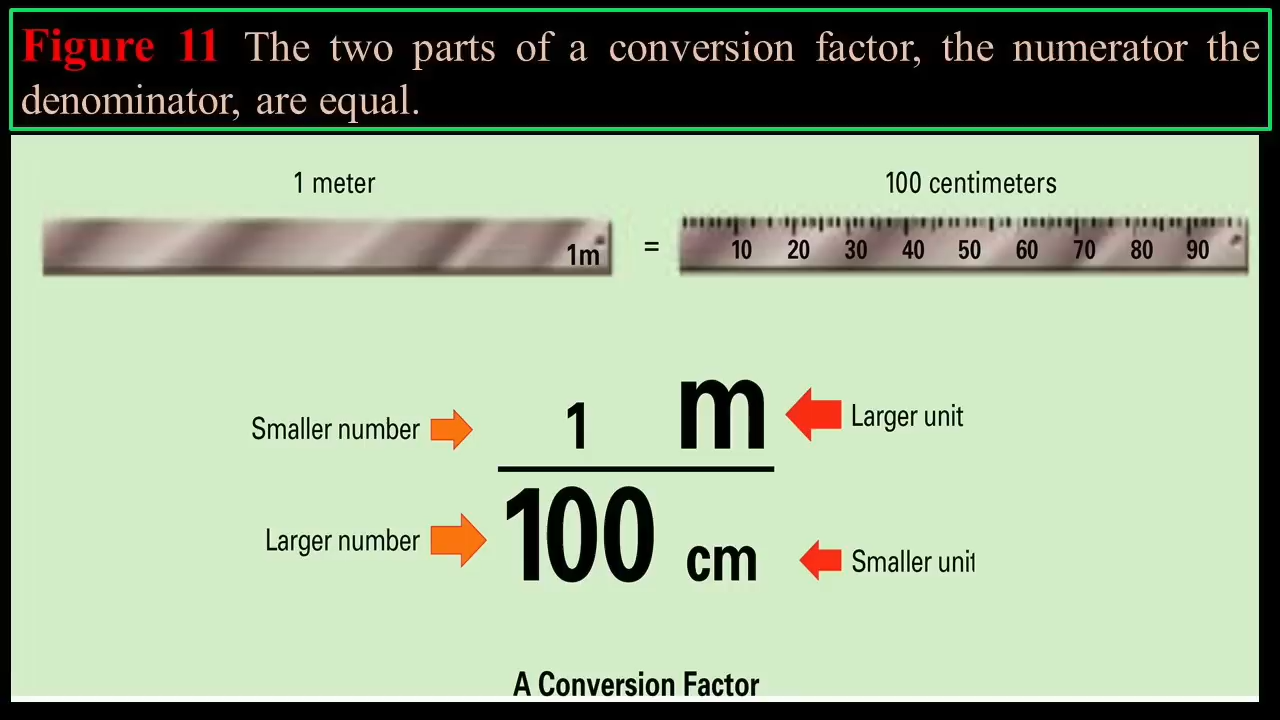 Figure 11 The two parts of a conversion factor, the numerator the
denominator, are equal.
1 meter
100 centimeters
1m
=
10 20 30 40 50 60 70 80 90
Smaller number
1 m
Larger unit
Larger number
100 cm
Smaller unit
A Conversion Factor